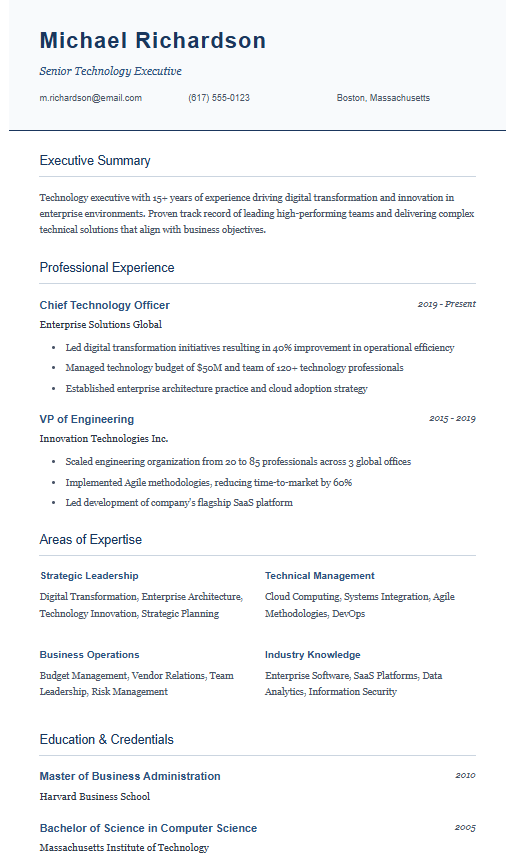 Michael Richardson
Senior Technology Executive
m.richardson@email.com (617) 555-0123 Boston, Massachusetts
Executive Summary
Technology executive with 15+ years of experience driving digital transformation and innovation in
enterprise environments. Proven track record of leading high-performing teams and delivering complex
technical solutions that align with business objectives.
Professional Experience
Chief Technology Officer 2019 - Present
Enterprise Solutions Global
• Led digital transformation initiatives resulting in 40% improvement in operational efficiency
• Managed technology budget of $50M and team of 120+ technology professionals
• Established enterprise architecture practice and cloud adoption strategy
VP of Engineering 2015 - 2019
Innovation Technologies Inc.
• Scaled engineering organization from 20 to 85 professionals across 3 global offices
• Implemented Agile methodologies, reducing time-to-market by 60%
• Led development of company's flagship SaaS platform
Areas of Expertise
Strategic Leadership
Digital Transformation, Enterprise Architecture,
Technology Innovation, Strategic Planning
Technical Management
Cloud Computing, Systems Integration, Agile
Methodologies, DevOps
Business Operations
Budget Management, Vendor Relations, Team
Leadership, Risk Management
Industry Knowledge
Enterprise Software, SaaS Platforms, Data
Analytics, Information Security
Education & Credentials
Master of Business Administration 2010
Harvard Business School
Bachelor of Science in Computer Science 2005
Massachusetts Institute of Technology